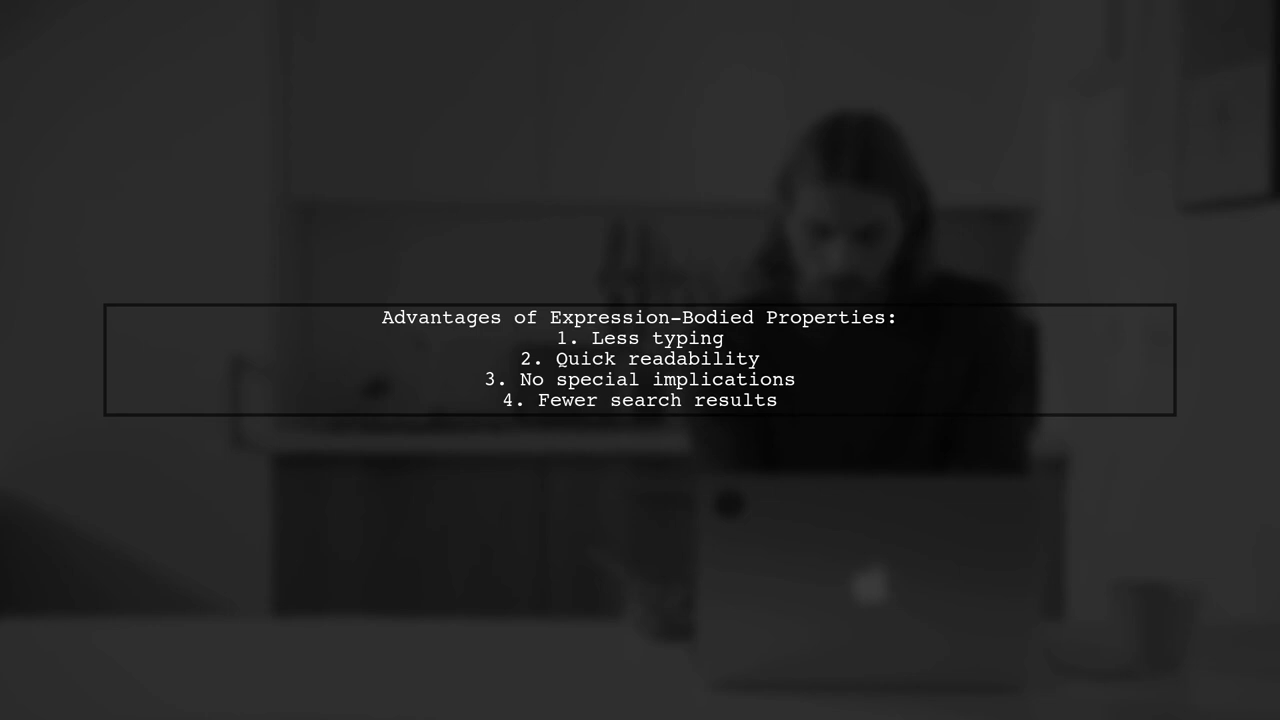 Advantages of Expression-Bodied Properties:
1. Less typing
2. Quick readability
3. No special implications
4. Fewer search results